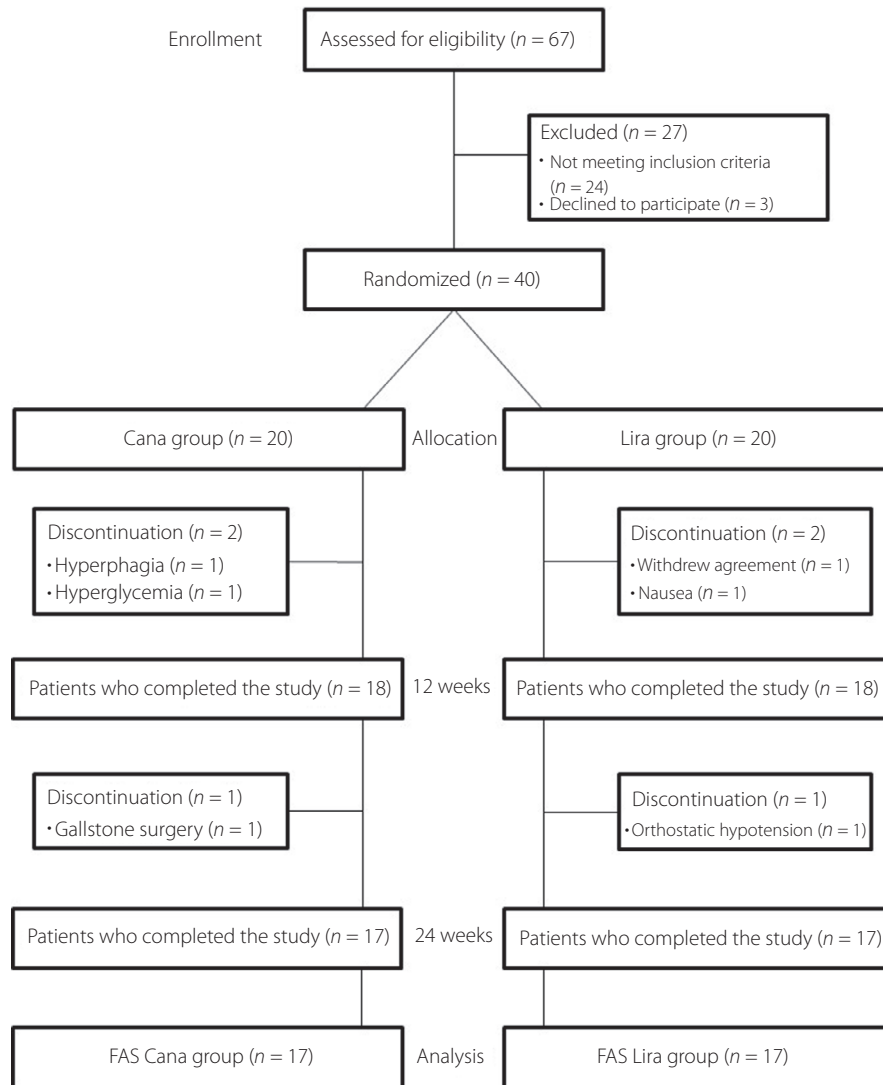 Enrollment
Assessed for eligibility (n = 67)
Excluded (n = 27)
• Not meeting inclusion criteria
(n = 24)
• Declined to participate (n = 3)
Randomized (n = 40)
Cana group (n = 20)
Allocation
Lira group (n = 20)
Discontinuation (n = 2)
• Hyperphagia (n = 1)
• Hyperglycemia (n = 1)
Discontinuation (n = 2)
• Withdrew agreement (n = 1)
• Nausea (n = 1)
Patients who completed the study (n = 18)
12 weeks
Patients who completed the study (n = 18)
Discontinuation (n = 1)
• Gallstone surgery (n = 1)
Discontinuation (n = 1)
• Orthostatic hypotension (n = 1)
Patients who completed the study (n = 17)
24 weeks
Patients who completed the study (n = 17)
FAS Cana group (n = 17)
Analysis
FAS Lira group (n = 17)